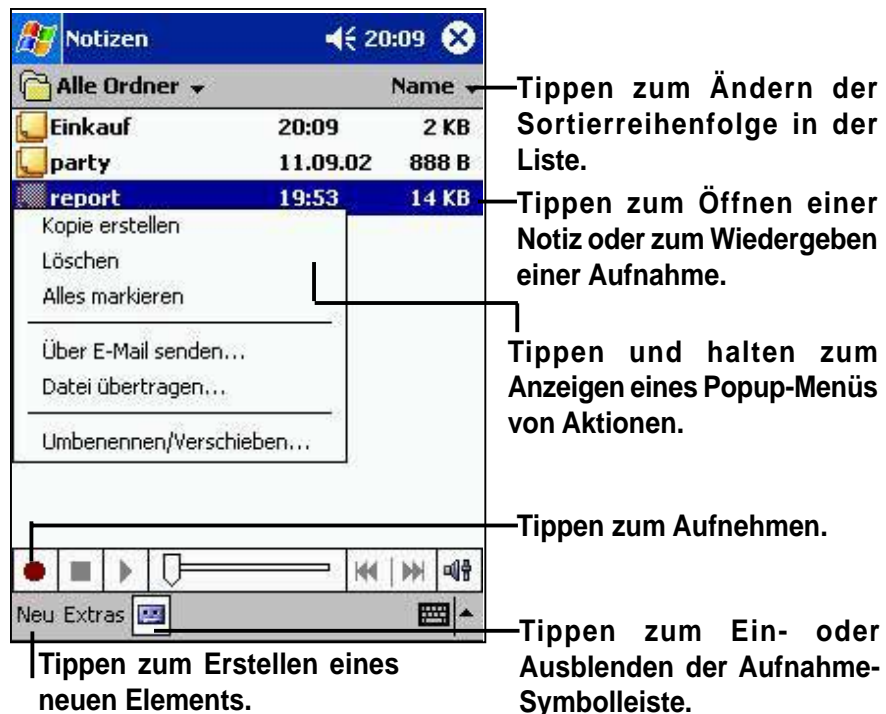 Notizen 20:09
Alle Ordner Name
Einkauf 20:09 2 KB
party 11.09.02 888 B
report 19:53 14 KB
Kopie erstellen
Löschen
Alles markieren
Über E-Mail senden...
Datei übertragen...
Umbenennen/Verschieben...
Neu Extras
Tippen zum Ändern der
Sortierreihenfolge in der
Liste.
Tippen zum Öffnen einer
Notiz oder zum Wiedergeben
einer Aufnahme.
Tippen und halten zum
Anzeigen eines Popup-Menüs
von Aktionen.
Tippen zum Aufnehmen.
Tippen zum Ein- oder
Ausblenden der Aufnahme-
Symbolleiste.
Tippen zum Erstellen eines
neuen Elements.